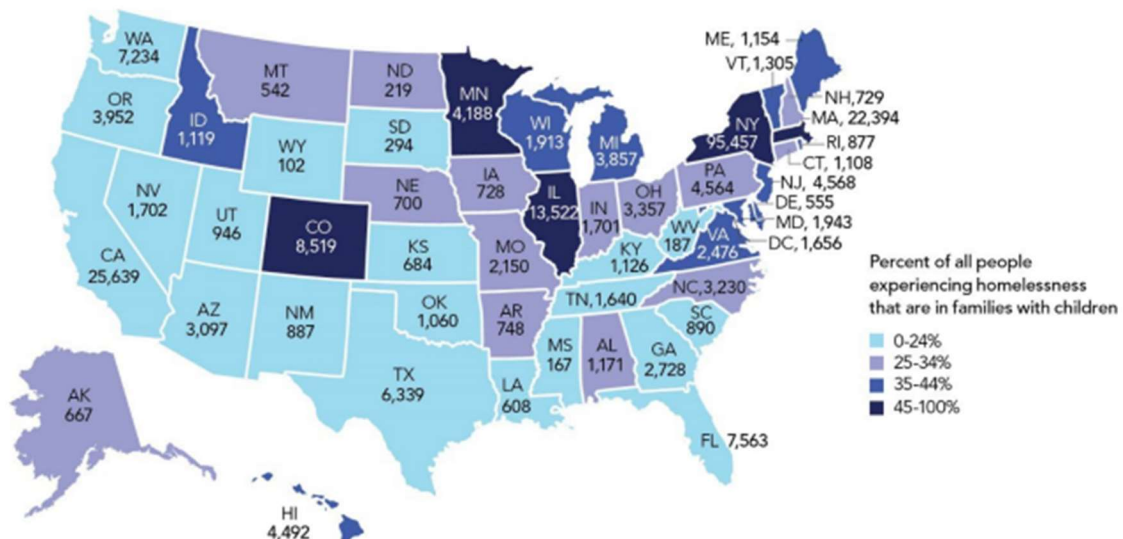 WA
7,234
OR
3,952
ID
1,119
MT
542
ND
219
MN
4,188
WI
1,913
MI
3,857
SD
294
WY
102
NV
1,702
UT
946
CO
8,519
NE
700
IA
728
IL
13,522
IN
1,701
OH
3,357
PA
4,564
NY
95,457
ME, 1,154
VT, 1,305
NH, 729
MA, 22,394
RI, 877
CT, 1,108
NJ, 4,568
DE, 555
MD, 1,943
DC, 1,656
WV
187
VA
2,476
CA
25,639
KS
684
MO
2,150
KY
1,126
NC, 3,230
TN, 1,640
AZ
3,097
NM
887
OK
1,060
AR
748
SC
890
MS
167
AL
1,171
GA
2,728
TX
6,339
LA
608
FL 7,563
AK
667
HI
4,492
Percent of all people
experiencing homelessness
that are in families with children
0-24%
25-34%
35-44%
45-100%